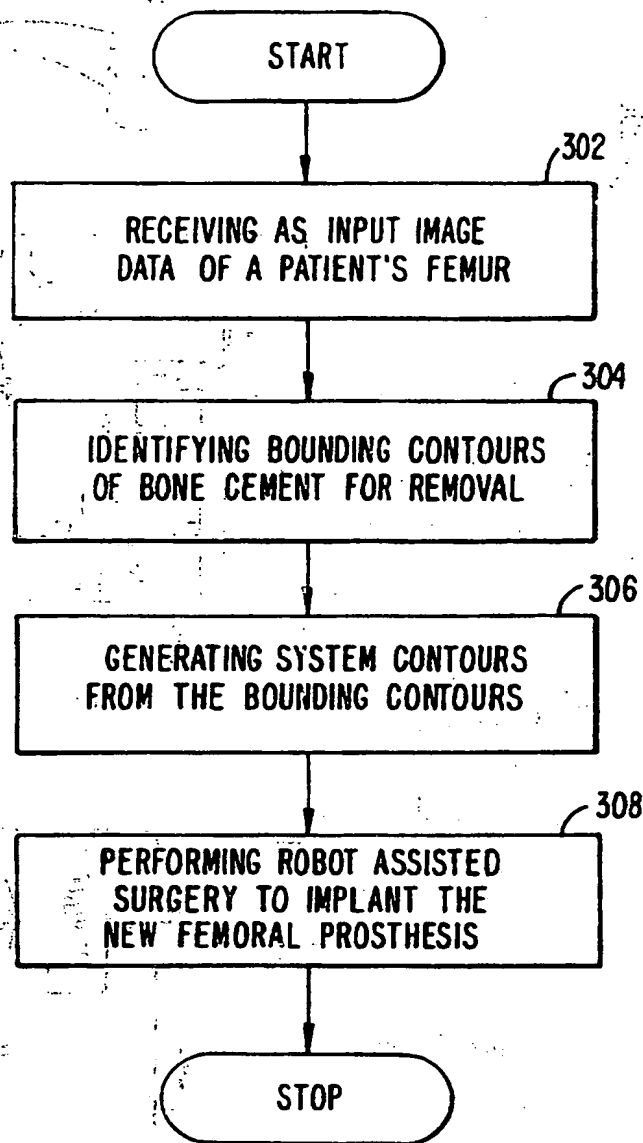 START
302
RECEIVING AS INPUT IMAGE
DATA OF A PATIENT'S FEMUR
304
IDENTIFYING BOUNDING CONTOURS
OF BONE CEMENT FOR REMOVAL
306
GENERATING SYSTEM CONTOURS
FROM THE BOUNDING CONTOURS
308
PERFORMING ROBOT ASSISTED
SURGERY TO IMPLANT THE
NEW FEMORAL PROSTHESIS
STOP